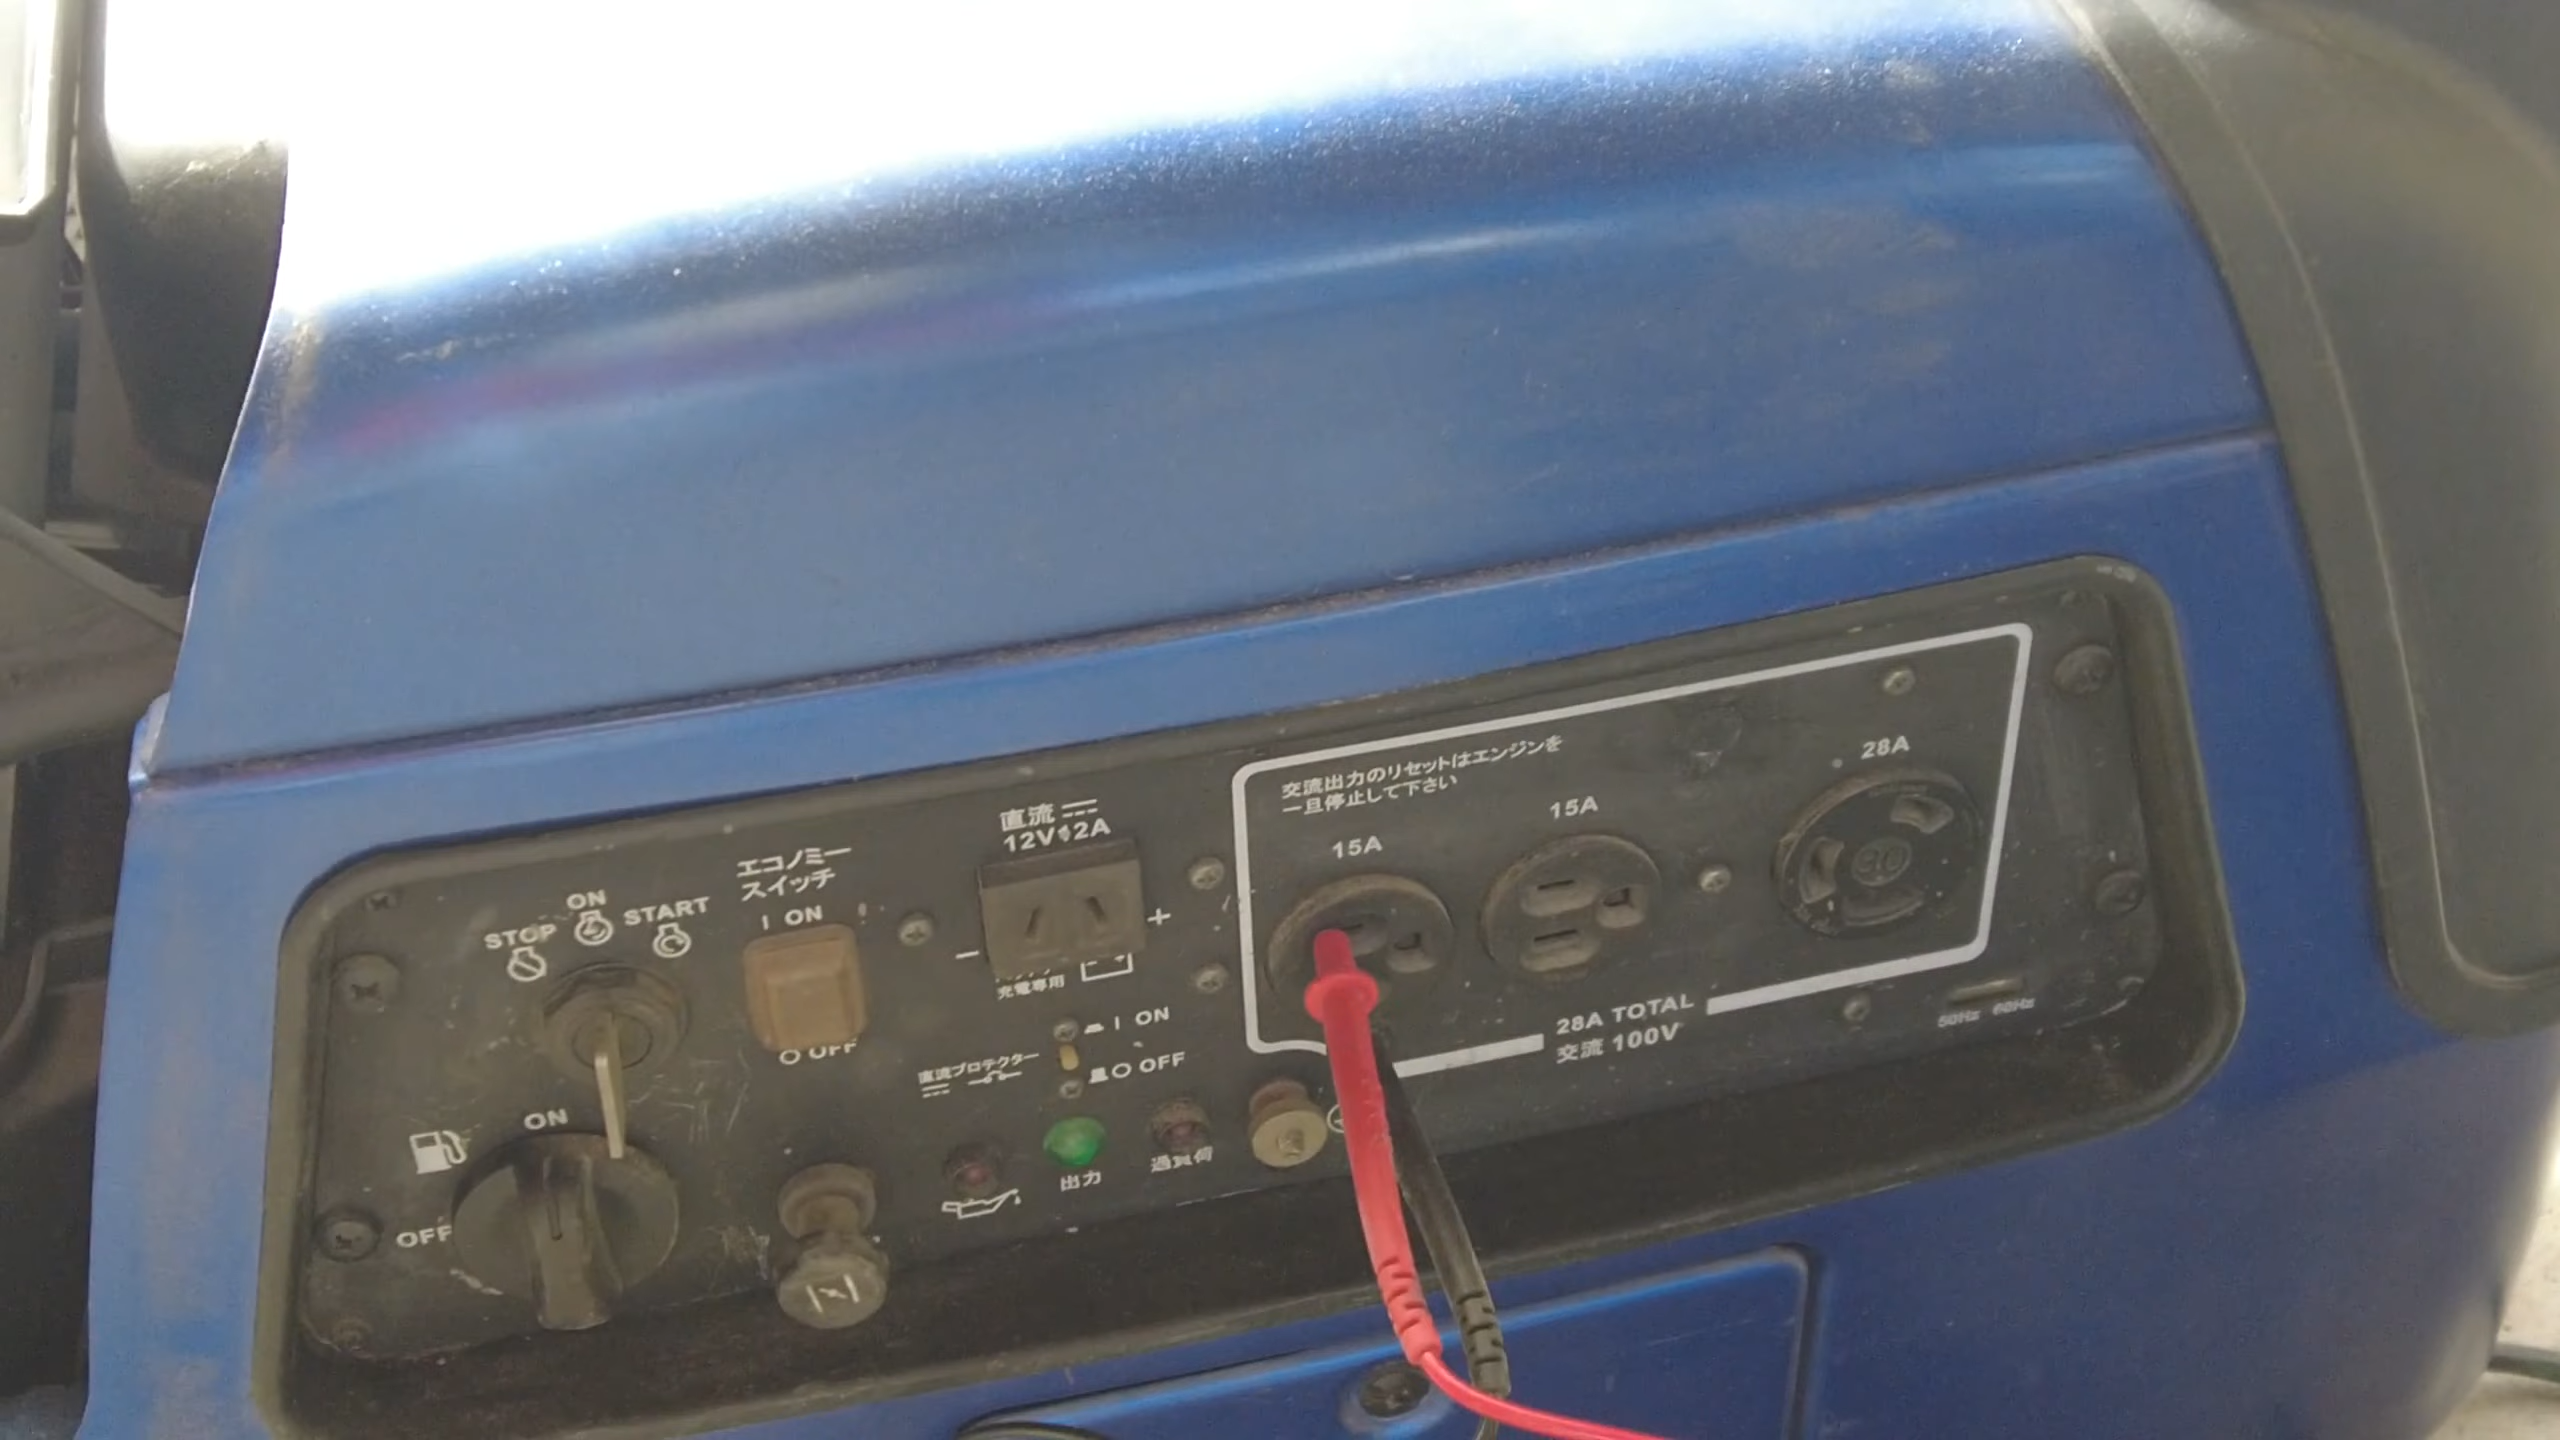 STOP
ON
START
エコノミー
スイッチ
I ON
O OFF
ON
OFF
直流
12V12A
+
-
充電専用
I ON
O OFF
直流プロテクター
出力
過負荷
交流出力のリセットはエンジンを
一旦停止して下さい
15A
15A
28A
28A TOTAL
交流 100V
50Hz 60Hz